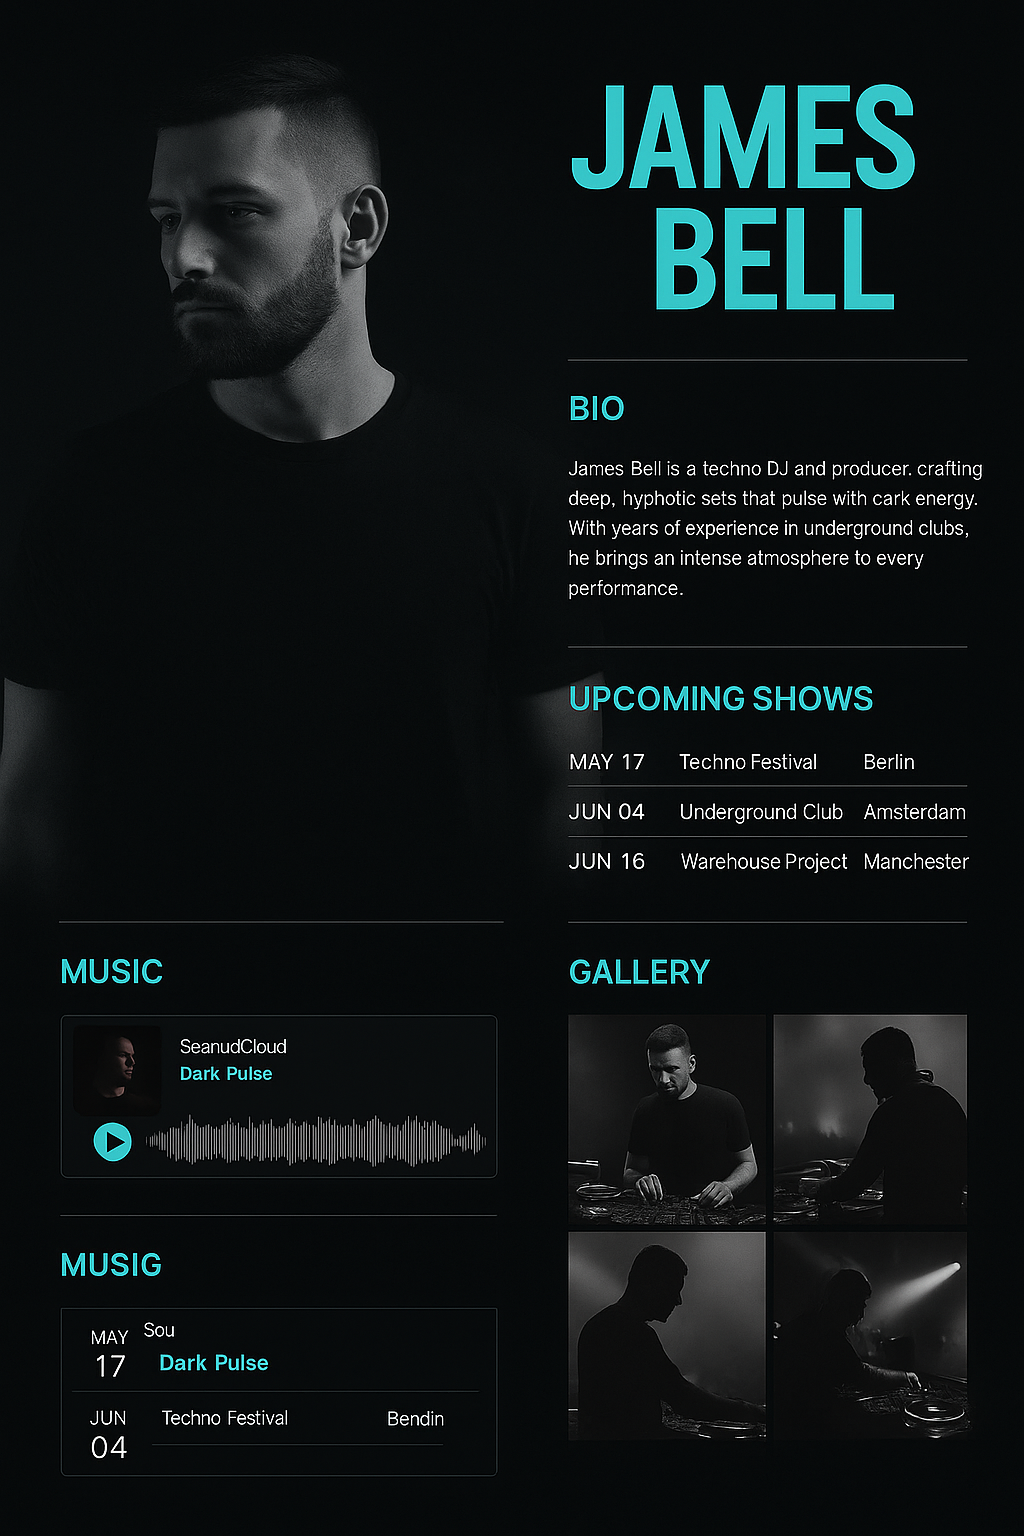 JAMES
BELL
BIO
James Bell is a techno DJ and producer. crafting
deep, hyphotic sets that pulse with cark energy.
With years of experience in underground clubs,
he brings an intense atmosphere to every
performance.
UPCOMING SHOWS
MAY 17 Techno Festival Berlin
JUN 04 Underground Club Amsterdam
JUN 16 Warehouse Project Manchester
MUSIC
SeanudCloud
Dark Pulse
MUSIG
MAY 17 Sou
Dark Pulse
JUN 04 Techno Festival Bendin
GALLERY